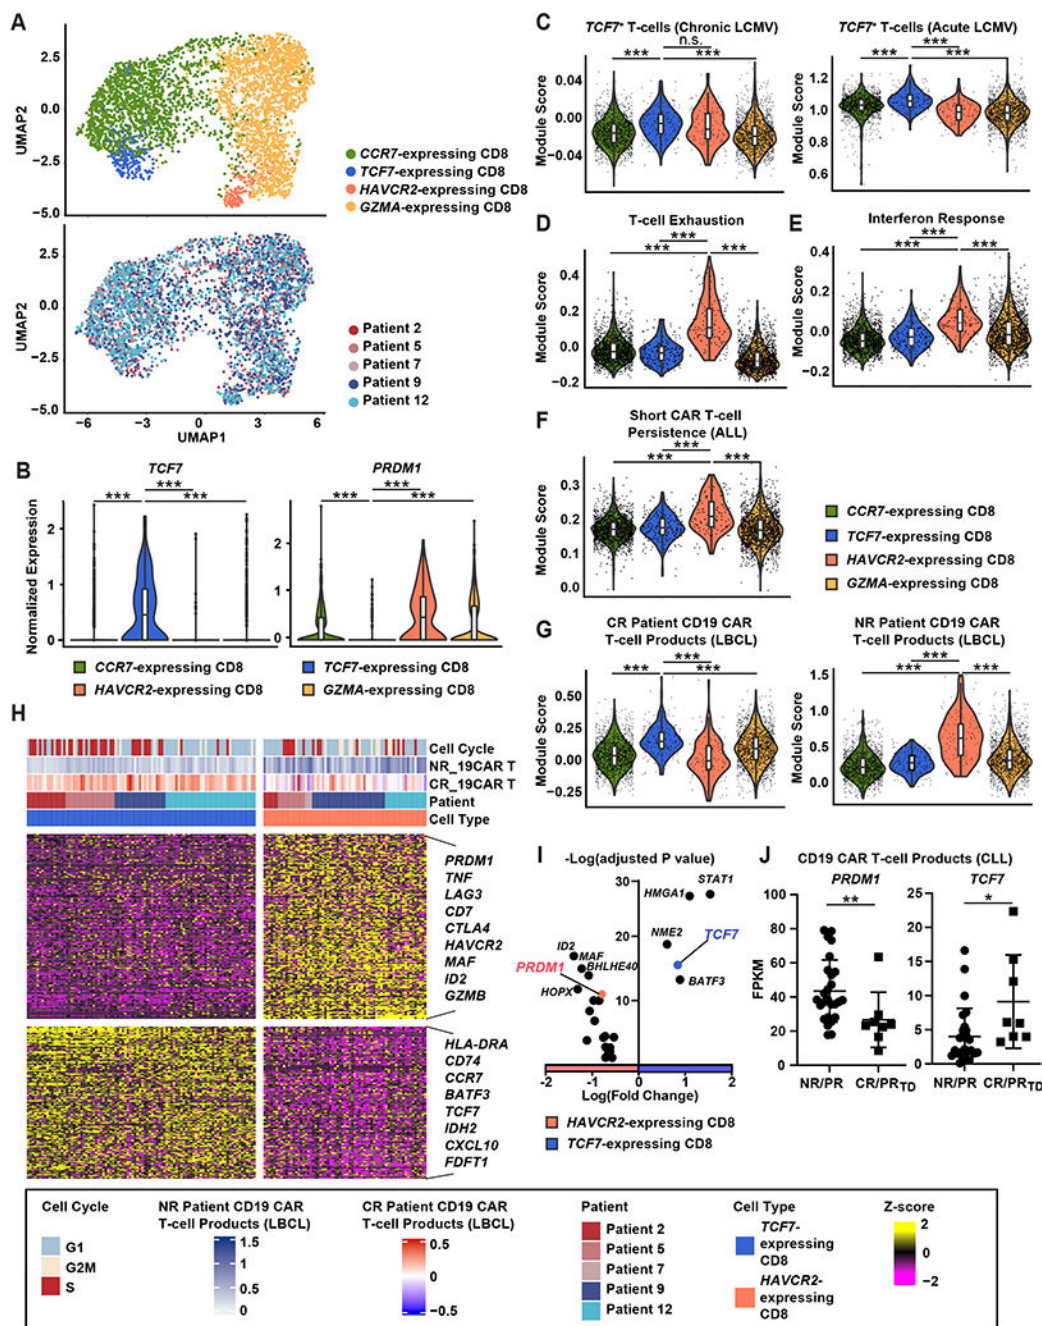 A
UMAP2
2.5
0.0
−2.5
−5.0
CCR7-expressing CD8
TCF7-expressing CD8
HAVCR2-expressing CD8
GZMA-expressing CD8
UMAP2
2.5
0.0
−2.5
−5.0
Patient 2
Patient 5
Patient 7
Patient 9
Patient 12
−6 −3 0 3 6
UMAP1
B
TCF7 PRDM1
*** *** *** *** *** ***
Normalized Expression
2
1
0
3
2
1
0
CCR7-expressing CD8 TCF7-expressing CD8
HAVCR2-expressing CD8 GZMA-expressing CD8
C
TCF7+ T-cells (Chronic LCMV) TCF7+ T-cells (Acute LCMV)
n.s.
*** *** *** *** ***
Module Score
0.04
0.00
−0.04
Module Score
1.2
1.0
0.8
0.6
D
T-cell Exhaustion
*** *** ***
Module Score
0.4
0.2
0.0
−0.2
E
Interferon Response
*** *** ***
Module Score
0.4
0.0
−0.2
F
Short CAR T-cell
Persistence (ALL)
*** *** ***
Module Score
0.3
0.2
0.1
0.0
CCR7-expressing CD8
TCF7-expressing CD8
HAVCR2-expressing CD8
GZMA-expressing CD8
G
CR Patient CD19 CAR
T-cell Products (LBCL)
*** *** ***
Module Score
0.50
0.25
0.00
−0.25
NR Patient CD19 CAR
T-cell Products (LBCL)
*** *** ***
Module Score
1.5
1.0
0.5
0.0
H
Cell Cycle
NR_19CAR T
CR_19CAR T
Patient
Cell Type
PRDM1
TNF
LAG3
CD7
CTLA4
HAVCR2
MAF
ID2
GZMB
HLA-DRA
CD74
CCR7
BATF3
TCF7
IDH2
CXCL10
FDFT1
I
-Log(adjusted P value)
30
20
10
STAT1
HMGA1
NME2
TCF7
ID2
MAF
BHLHE40
PRDM1
BATF3
HOPX
−2 −1 0 1 2
Log(Fold Change)
HAVCR2-expressing CD8
TCF7-expressing CD8
J
CD19 CAR T-cell Products (CLL)
PRDM1 TCF7
** *
FPKM
100
80
60
40
20
0
25
20
15
10
5
0
NR/PR CR/PRTD NR/PR CR/PRTD
Cell Cycle
G1
G2M
S
NR Patient CD19 CAR
T-cell Products (LBCL)
1.5
1
0.5
0
CR Patient CD19 CAR
T-cell Products (LBCL)
0.5
0
−0.5
Patient
Patient 2
Patient 5
Patient 7
Patient 9
Patient 12
Cell Type
TCF7-
expressing
CD8
HAVCR2-
expressing
CD8
Z-score
2
0
−2